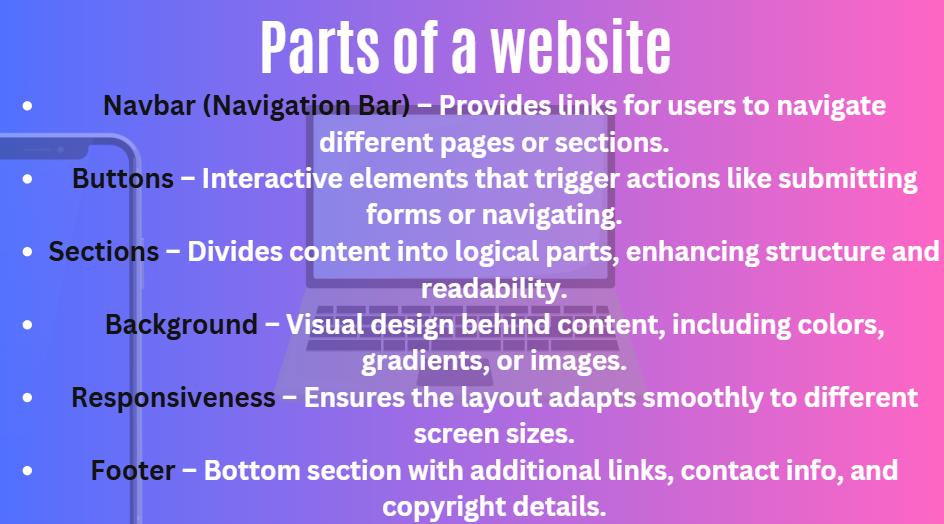 Parts of a website
• Navbar (Navigation Bar) – Provides links for users to navigate
different pages or sections.
• Buttons – Interactive elements that trigger actions like submitting
forms or navigating.
• Sections – Divides content into logical parts, enhancing structure and
readability.
• Background – Visual design behind content, including colors,
gradients, or images.
• Responsiveness – Ensures the layout adapts smoothly to different
screen sizes.
• Footer – Bottom section with additional links, contact info, and
copyright details.